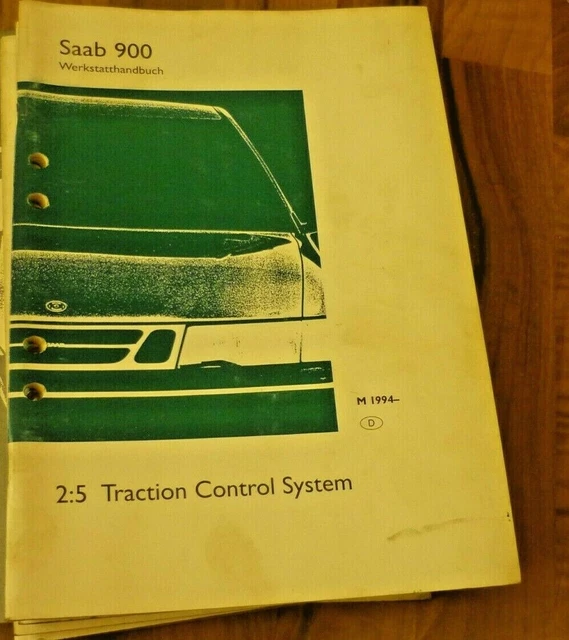 Saab 900
Werkstatthandbuch
M 1994–
D
2:5 Traction Control System